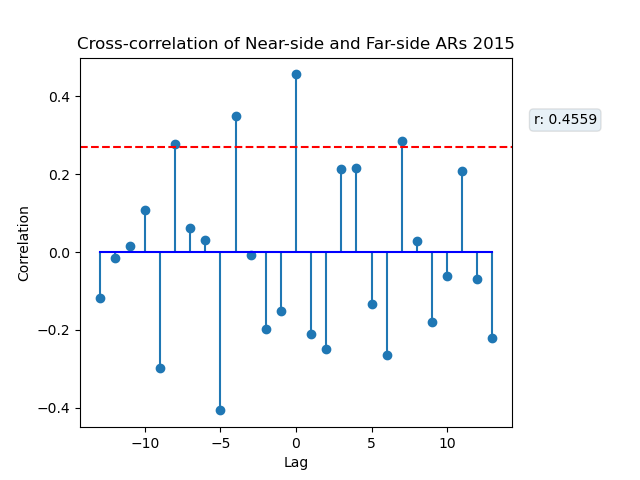 Cross-correlation of Near-side and Far-side ARs 2015
r: 0.4559
0.4
0.2
0.0
−0.2
−0.4
Correlation
−10
−5
0
5
10
Lag